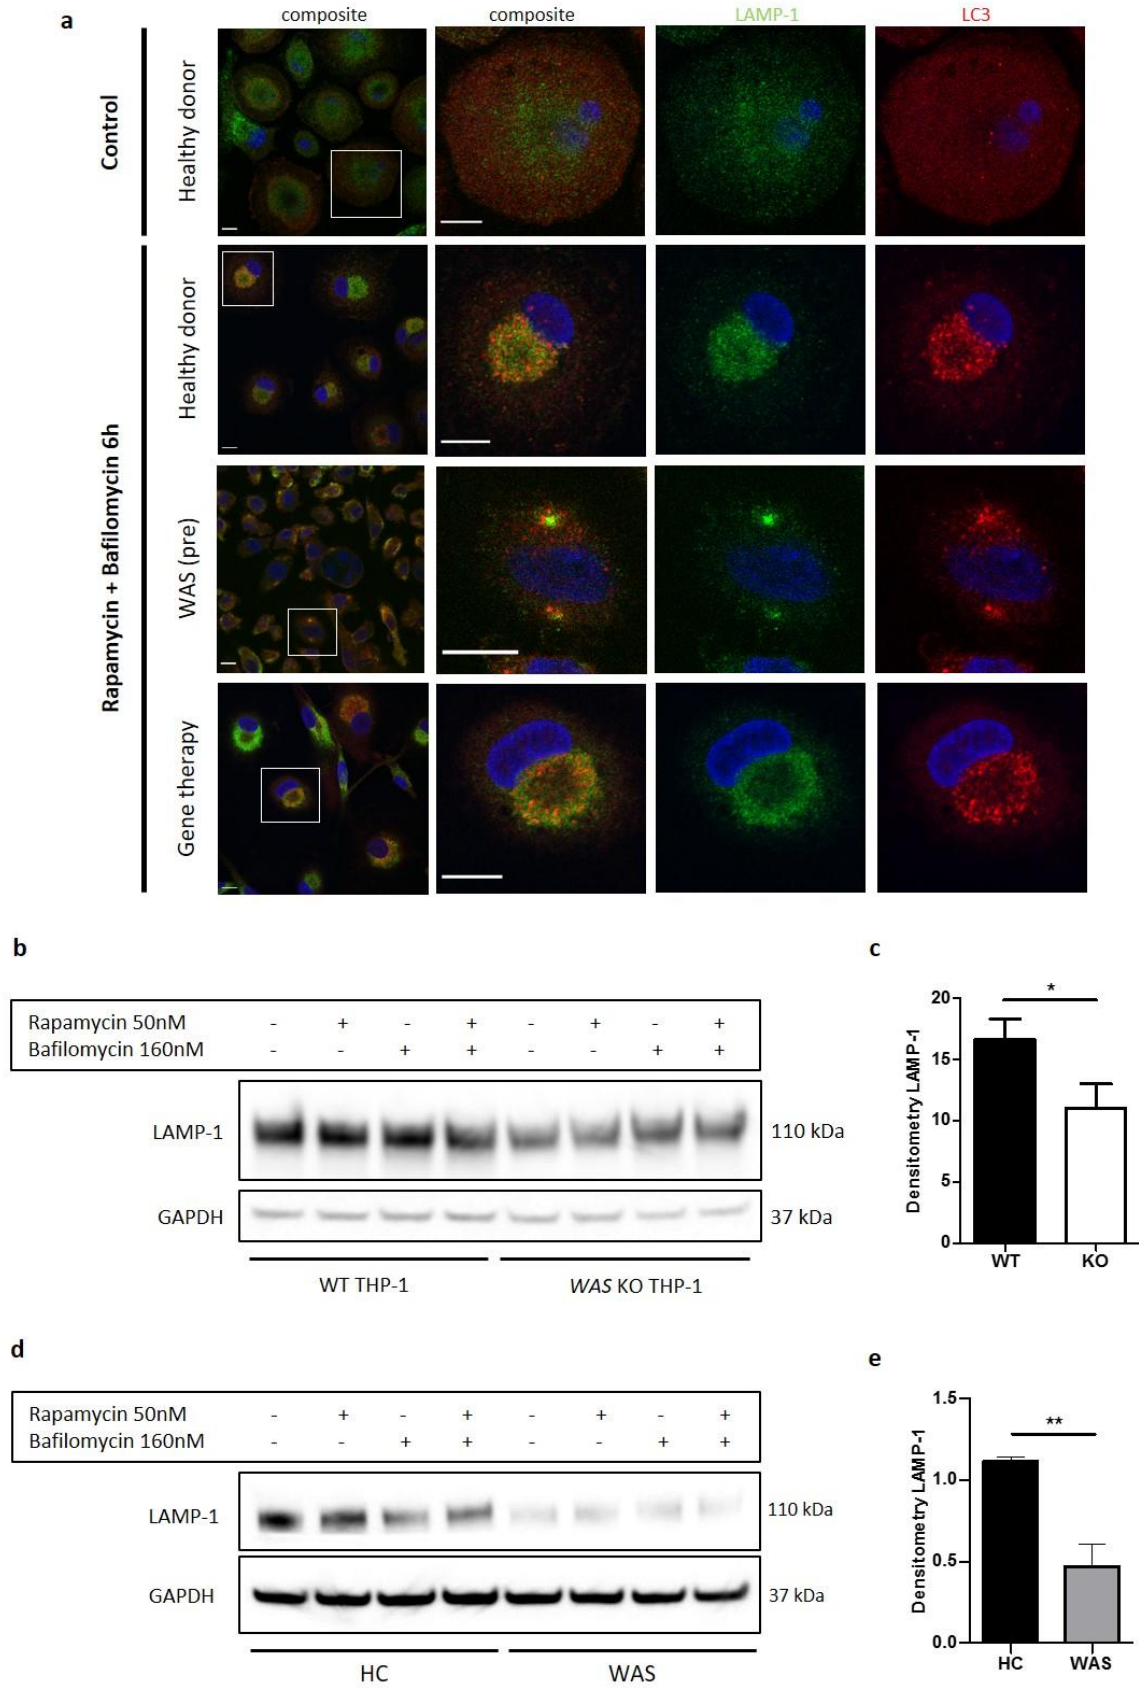 a
composite composite LAMP-1 LC3
Control
Healthy donor
Rapamycin + Bafilomycin 6h
Healthy donor
WAS (pre)
Gene therapy
b
Rapamycin 50nM - + - + - + - +
Bafilomycin 160nM - - + + - - + +
LAMP-1 110 kDa
GAPDH 37 kDa
WT THP-1 WAS KO THP-1
c
Densitometry LAMP-1
20
15
10
5
0
*
WT KO
d
Rapamycin 50nM - + - + - + - +
Bafilomycin 160nM - - + + - - + +
LAMP-1 110 kDa
GAPDH 37 kDa
HC WAS
e
Densitometry LAMP-1
1.5
1.0
0.5
0.0
**
HC WAS